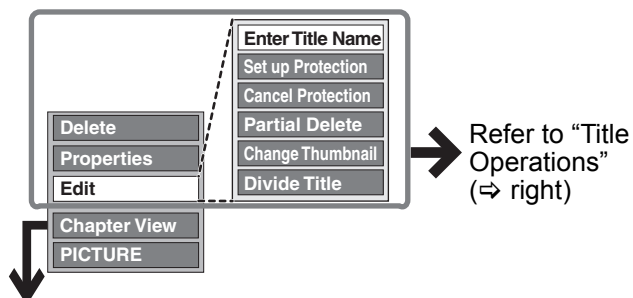 Enter Title Name
Set up Protection
Cancel Protection
Partial Delete
Change Thumbnail
Divide Title
Delete
Properties
Edit
Chapter View
PICTURE
Refer to “Title
Operations”
(⇨ right)